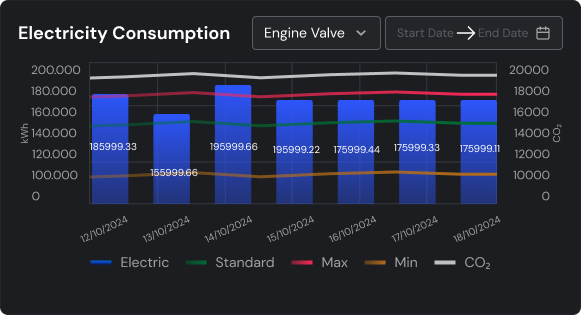 Electricity Consumption
Engine Valve
Start Date
End Date
200.000
180.000
160.000
140.000
120.000
100.000
0
kWh
185999.33
155999.66
195999.66
195999.22
175999.44
175999.33
175999.11
20000
18000
16000
14000
12000
10000
0
CO₂
12/10/2024
13/10/2024
14/10/2024
15/10/2024
16/10/2024
17/10/2024
18/10/2024
Electric
Standard
Max
Min
CO₂